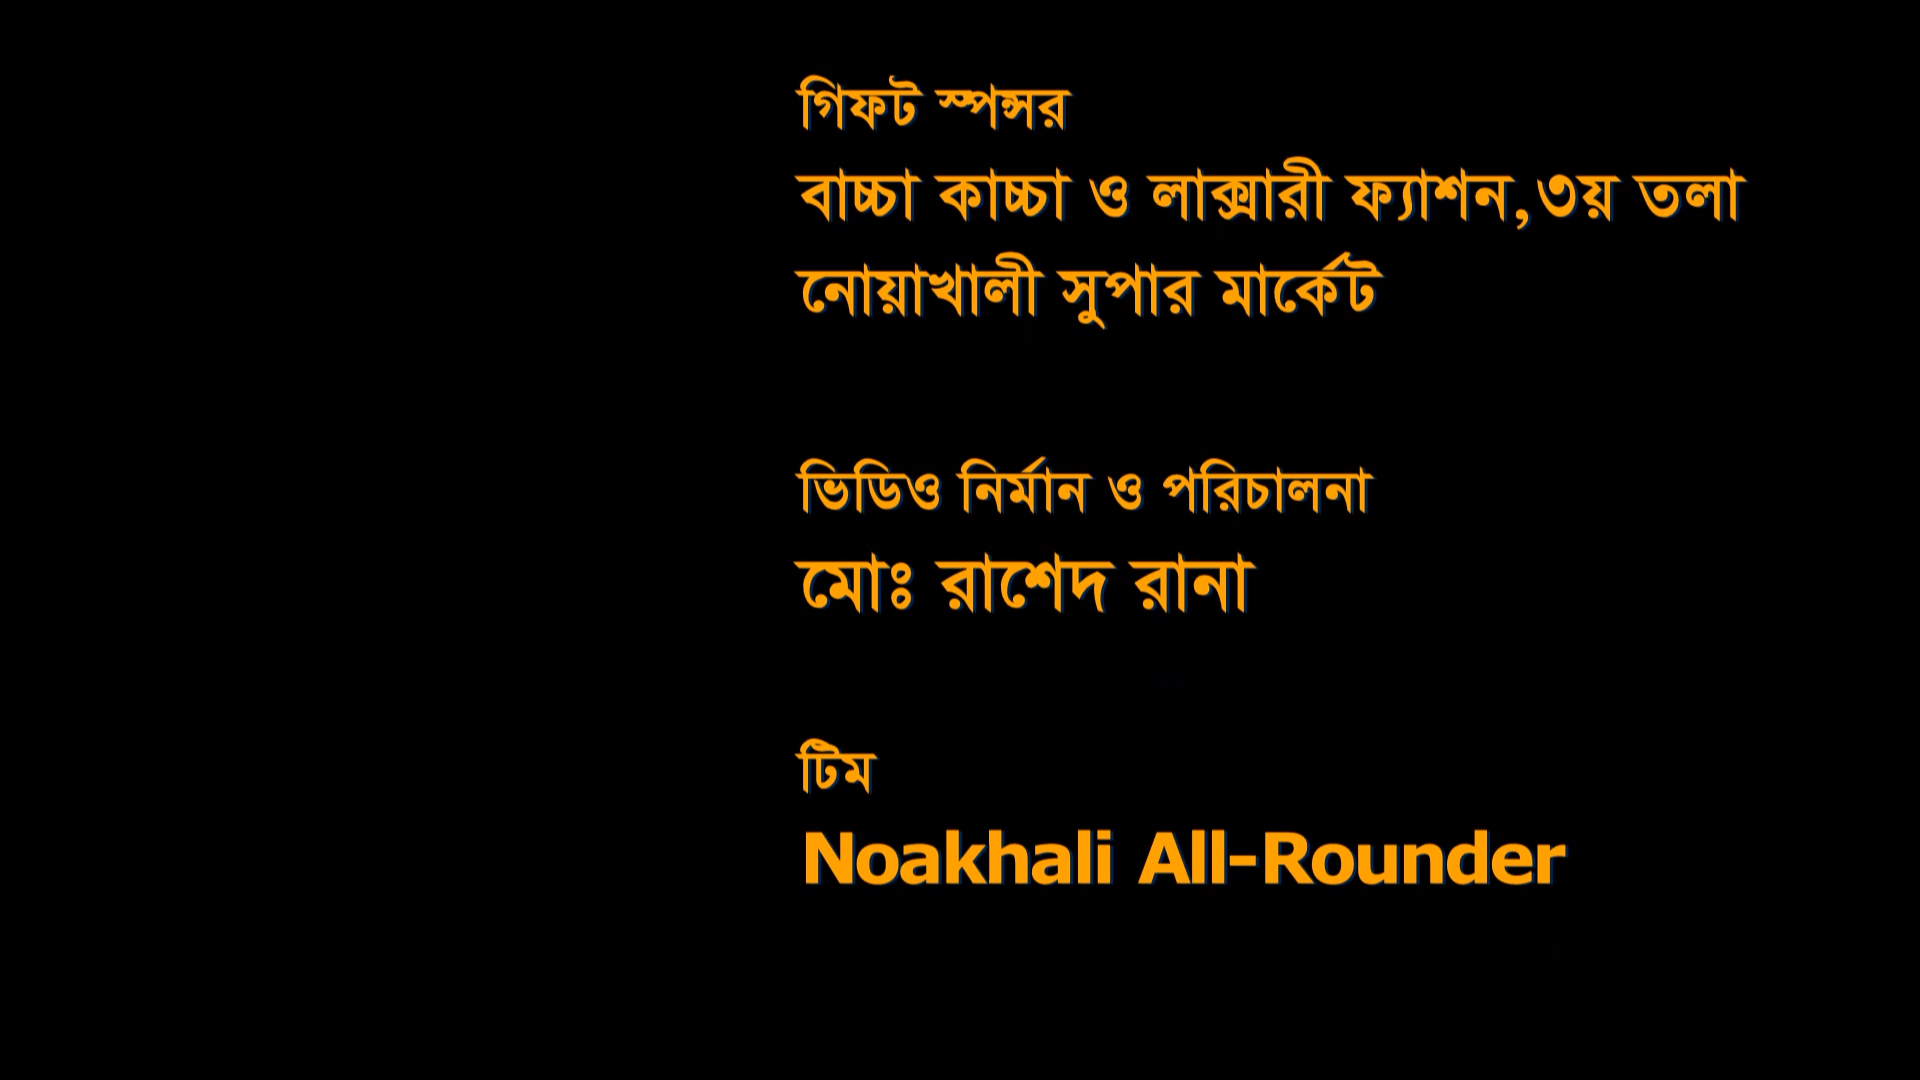 গিফট স্পন্সর
বাচ্চা কাচ্চা ও লাক্সারী ফ্যাশন,৩য় তলা
নোয়াখালী সুপার মার্কেট
ভিডিও নির্মান ও পরিচালনা
মোঃ রাশেদ রানা
টিম
Noakhali All-Rounder